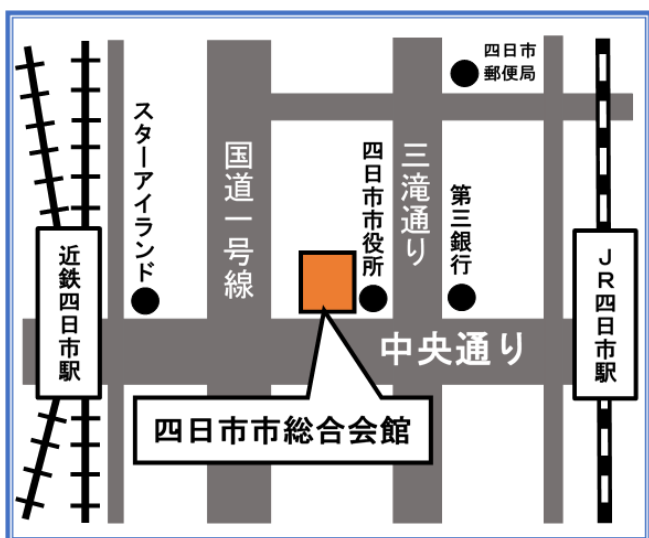 四日市
郵便局
スターアイランド
国道一号線
四日市市役所
三滝通り
第三銀行
近鉄四日市駅
JR四日市駅
中央通り
四日市市総合会館